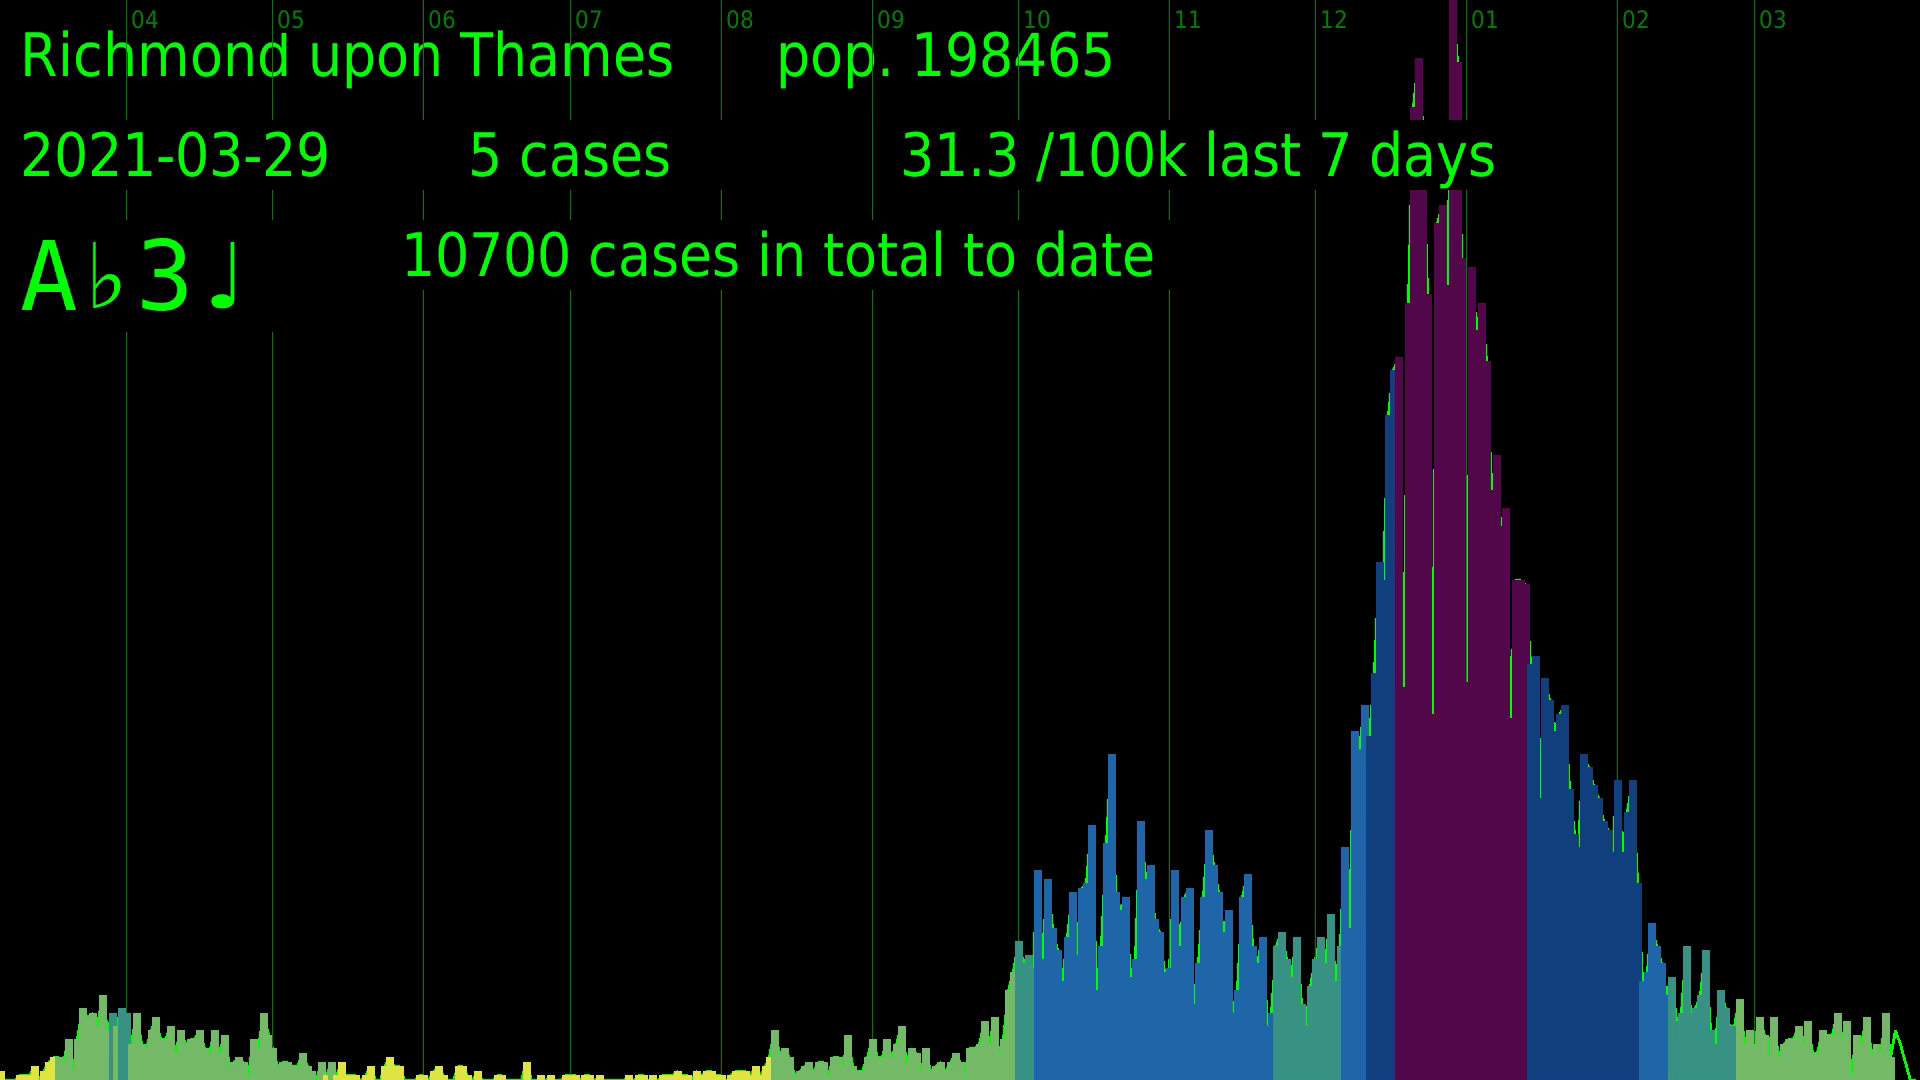 04 05 06 07 08 09 10 11 12 01 02 03
Richmond upon Thames pop. 198465
2021-03-29 5 cases 31.3 /100k last 7 days
A♭3♩ 10700 cases in total to date